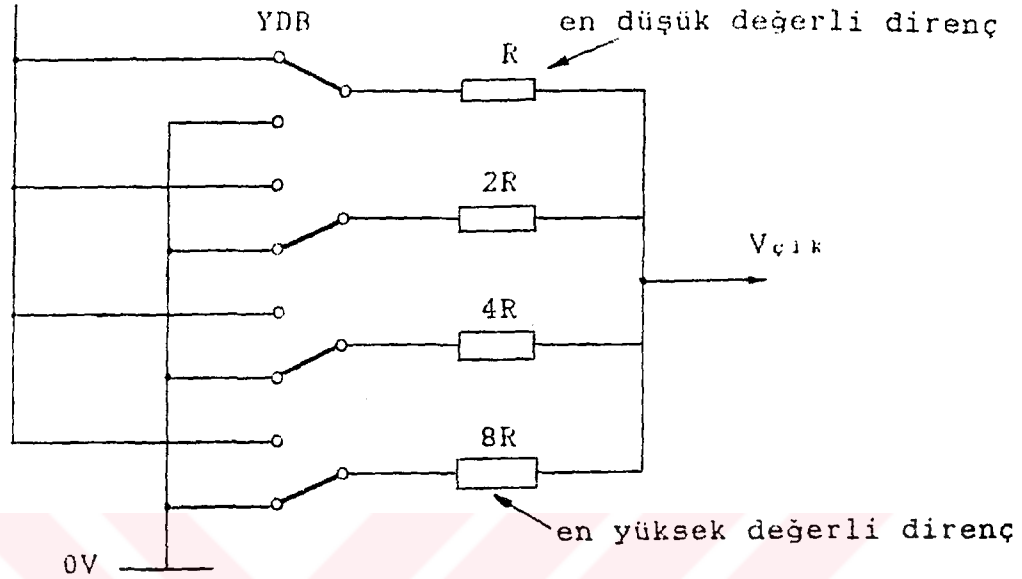 YDB
en düşük değerli direnç
R
2R
Vçık
4R
8R
en yüksek değerli direnç
0V